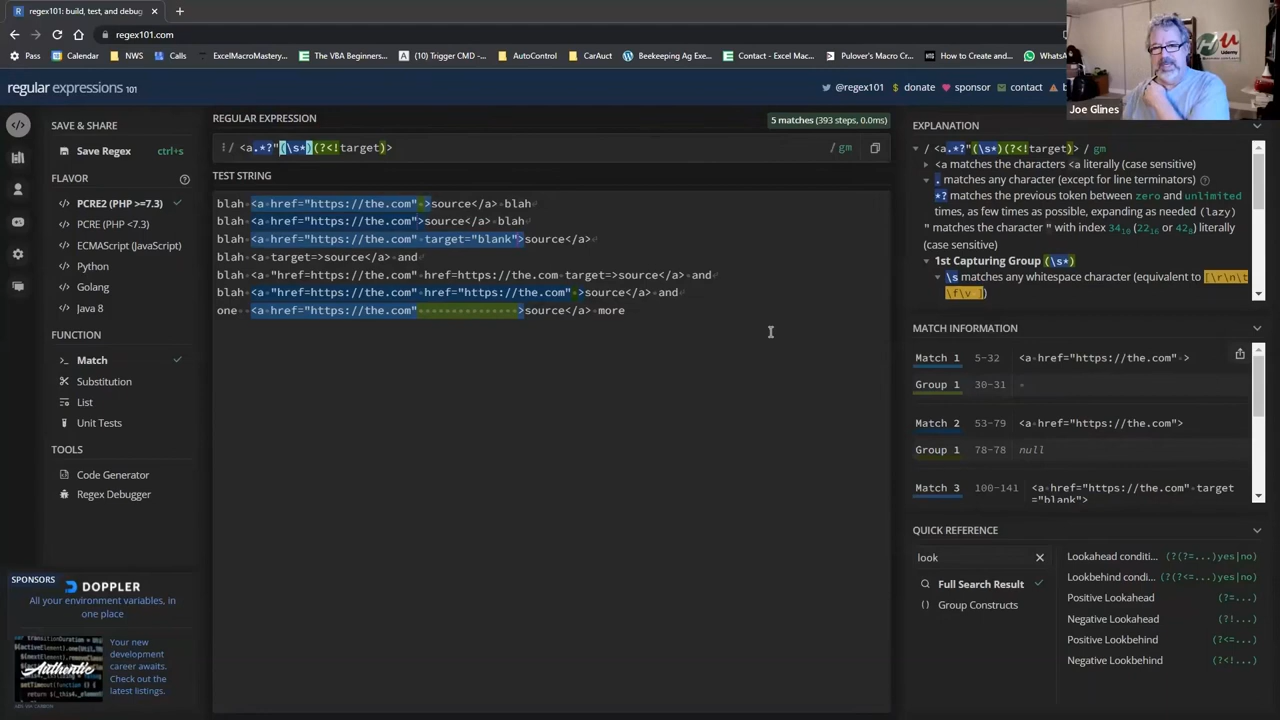 regex101: build, test, and debug
regex101.com
Pass
Calendar
NWS
Calls
ExcelMacroMastery...
The VBA Beginners...
(10) Trigger CMD -...
AutoControl
CarAuct
Beekeeping Ag Exe...
Contact - Excel Mac...
Pulover's Macro Cr...
How to Create and...
WhatsA
Joe Glines
regular expressions 101
@regex101
$ donate
sponsor
contact
SAVE & SHARE
Save Regex ctrl+s
FLAVOR
PCRE2 (PHP >=7.3)
PCRE (PHP <7.3)
ECMAScript (JavaScript)
Python
Golang
Java 8
FUNCTION
Match
Substitution
List
Unit Tests
TOOLS
Code Generator
Regex Debugger
SPONSORS
DOPPLER
All your environment variables, in
one place
Authentic
Your new
development
career awaits.
Check out the
latest listings.
REGULAR EXPRESSION
5 matches (393 steps, 0.0ms)
/ <a.*?"(\s*)(?<!target)> / gm
TEST STRING
blah <a href="https://the.com" >source</a> blah
blah <a href="https://the.com">source</a> blah
blah <a href="https://the.com" target="blank">source</a>
blah <a target=>source</a> and
blah <a "href=https://the.com" href=https://the.com target=>source</a> and
blah <a "href=https://the.com" href="https://the.com" >source</a> and
one  <a href="https://the.com"               >source</a> more
EXPLANATION
/ <a.*?"(\s*)(?<!target)> / gm
<a matches the characters <a literally (case sensitive)
. matches any character (except for line terminators)
*? matches the previous token between zero and unlimited
times, as few times as possible, expanding as needed (lazy)
" matches the character " with index 34₁₀ (22₁₆ or 42₈) literally
(case sensitive)
1st Capturing Group (\s*)
\s matches any whitespace character (equivalent to [\r\n\t
\f\v ])
MATCH INFORMATION
Match 1 5-32 <a href="https://the.com" >
Group 1 30-31
Match 2 53-79 <a href="https://the.com">
Group 1 78-78 null
Match 3 100-141 <a href="https://the.com" target
="blank">
QUICK REFERENCE
look
Full Search Result
Group Constructs
Lookahead conditi... (?(?=...)yes|no)
Lookbehind condi... (?(?<=...)yes|no)
Positive Lookahead (?=...)
Negative Lookahead (?!...)
Positive Lookbehind (?<=...)
Negative Lookbehind (?<!...)